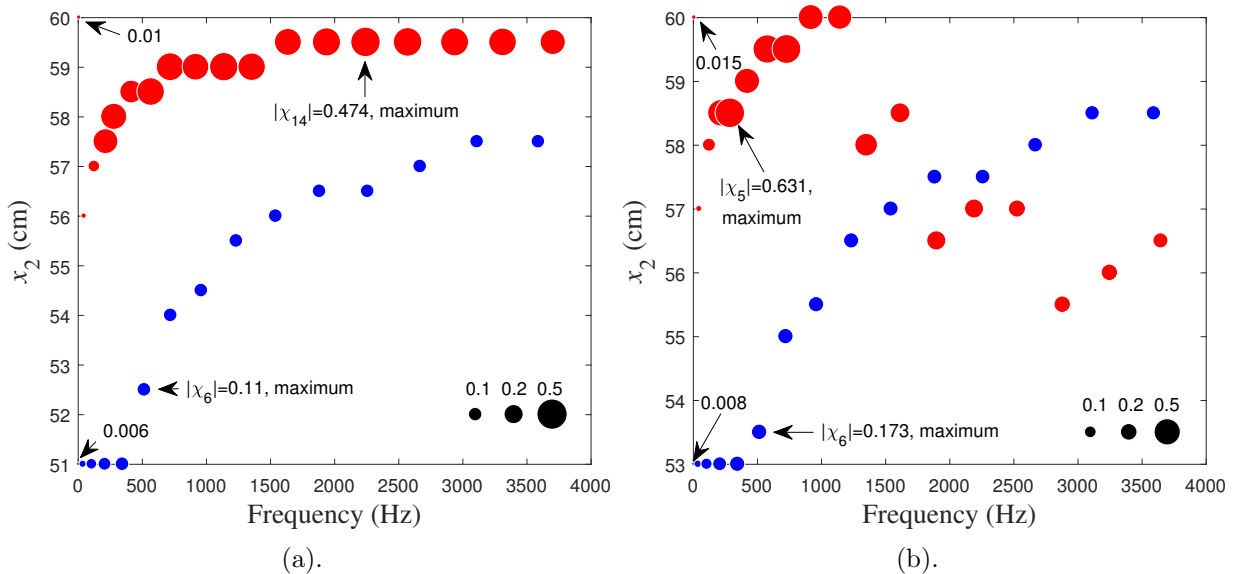 60
59
58
57
56
55
54
53
52
51
x₂ (cm)
0.01
|χ₁₄|=0.474, maximum
|χ₆|=0.11, maximum
0.006
0.1 0.2 0.5
0 500 1000 1500 2000 2500 3000 3500 4000
Frequency (Hz)
(a).
60
59
58
57
56
55
54
53
x₂ (cm)
0.015
|χ₅|=0.631,
maximum
0.008
|χ₆|=0.173, maximum
0.1 0.2 0.5
0 500 1000 1500 2000 2500 3000 3500 4000
Frequency (Hz)
(b).